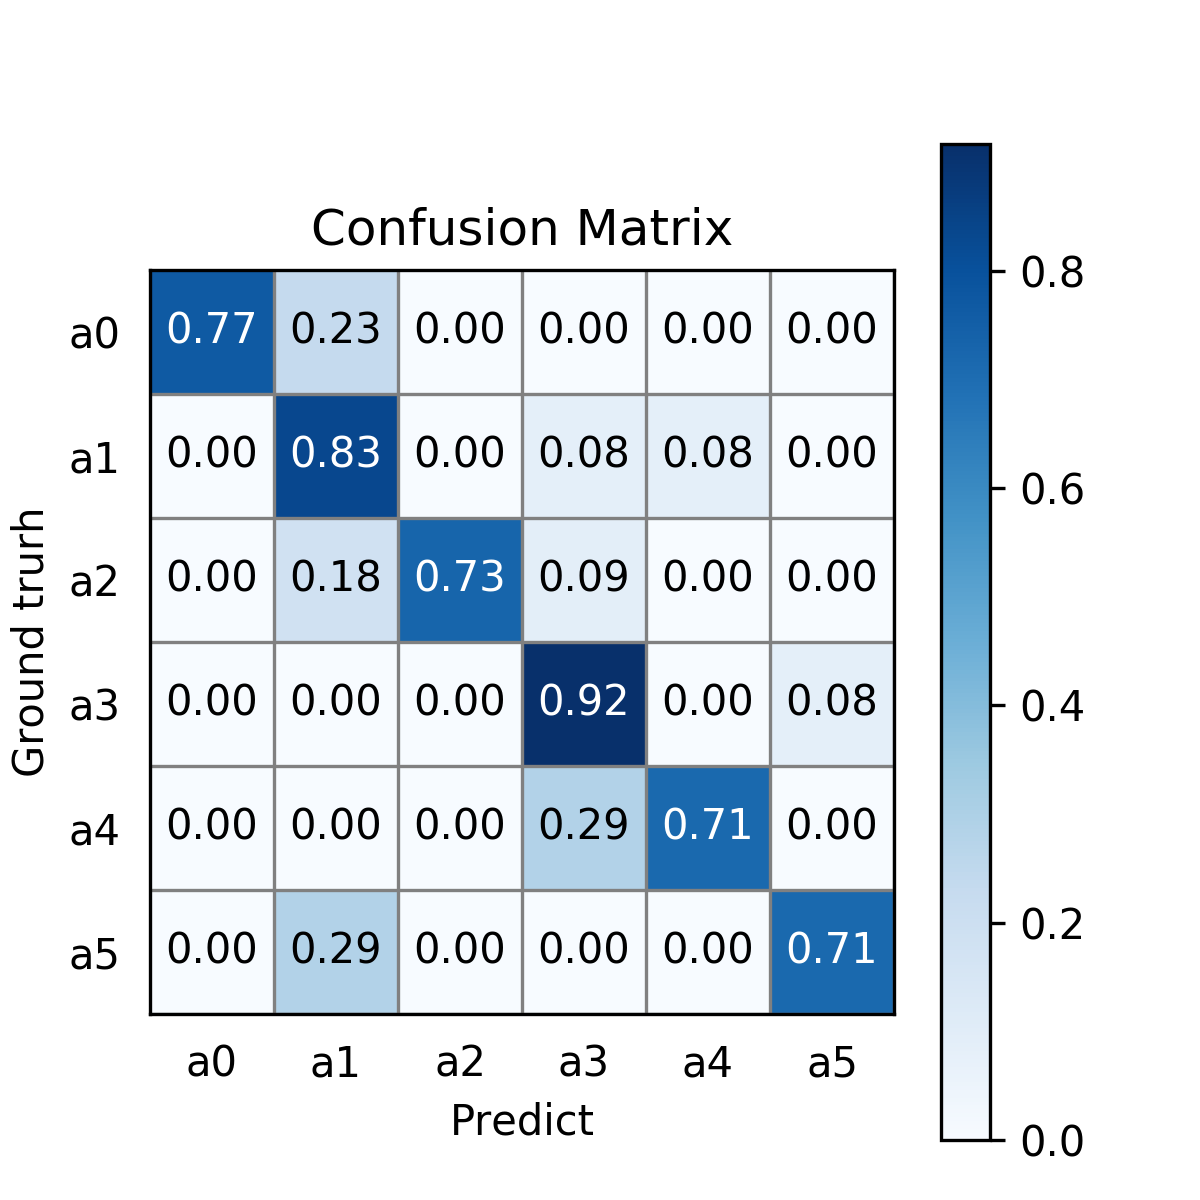 Confusion Matrix
a0 0.77 0.23 0.00 0.00 0.00 0.00
a1 0.00 0.83 0.00 0.08 0.08 0.00
a2 0.00 0.18 0.73 0.09 0.00 0.00
a3 0.00 0.00 0.00 0.92 0.00 0.08
a4 0.00 0.00 0.00 0.29 0.71 0.00
a5 0.00 0.29 0.00 0.00 0.00 0.71
a0 a1 a2 a3 a4 a5
Predict
Ground trurh
0.8
0.6
0.4
0.2
0.0